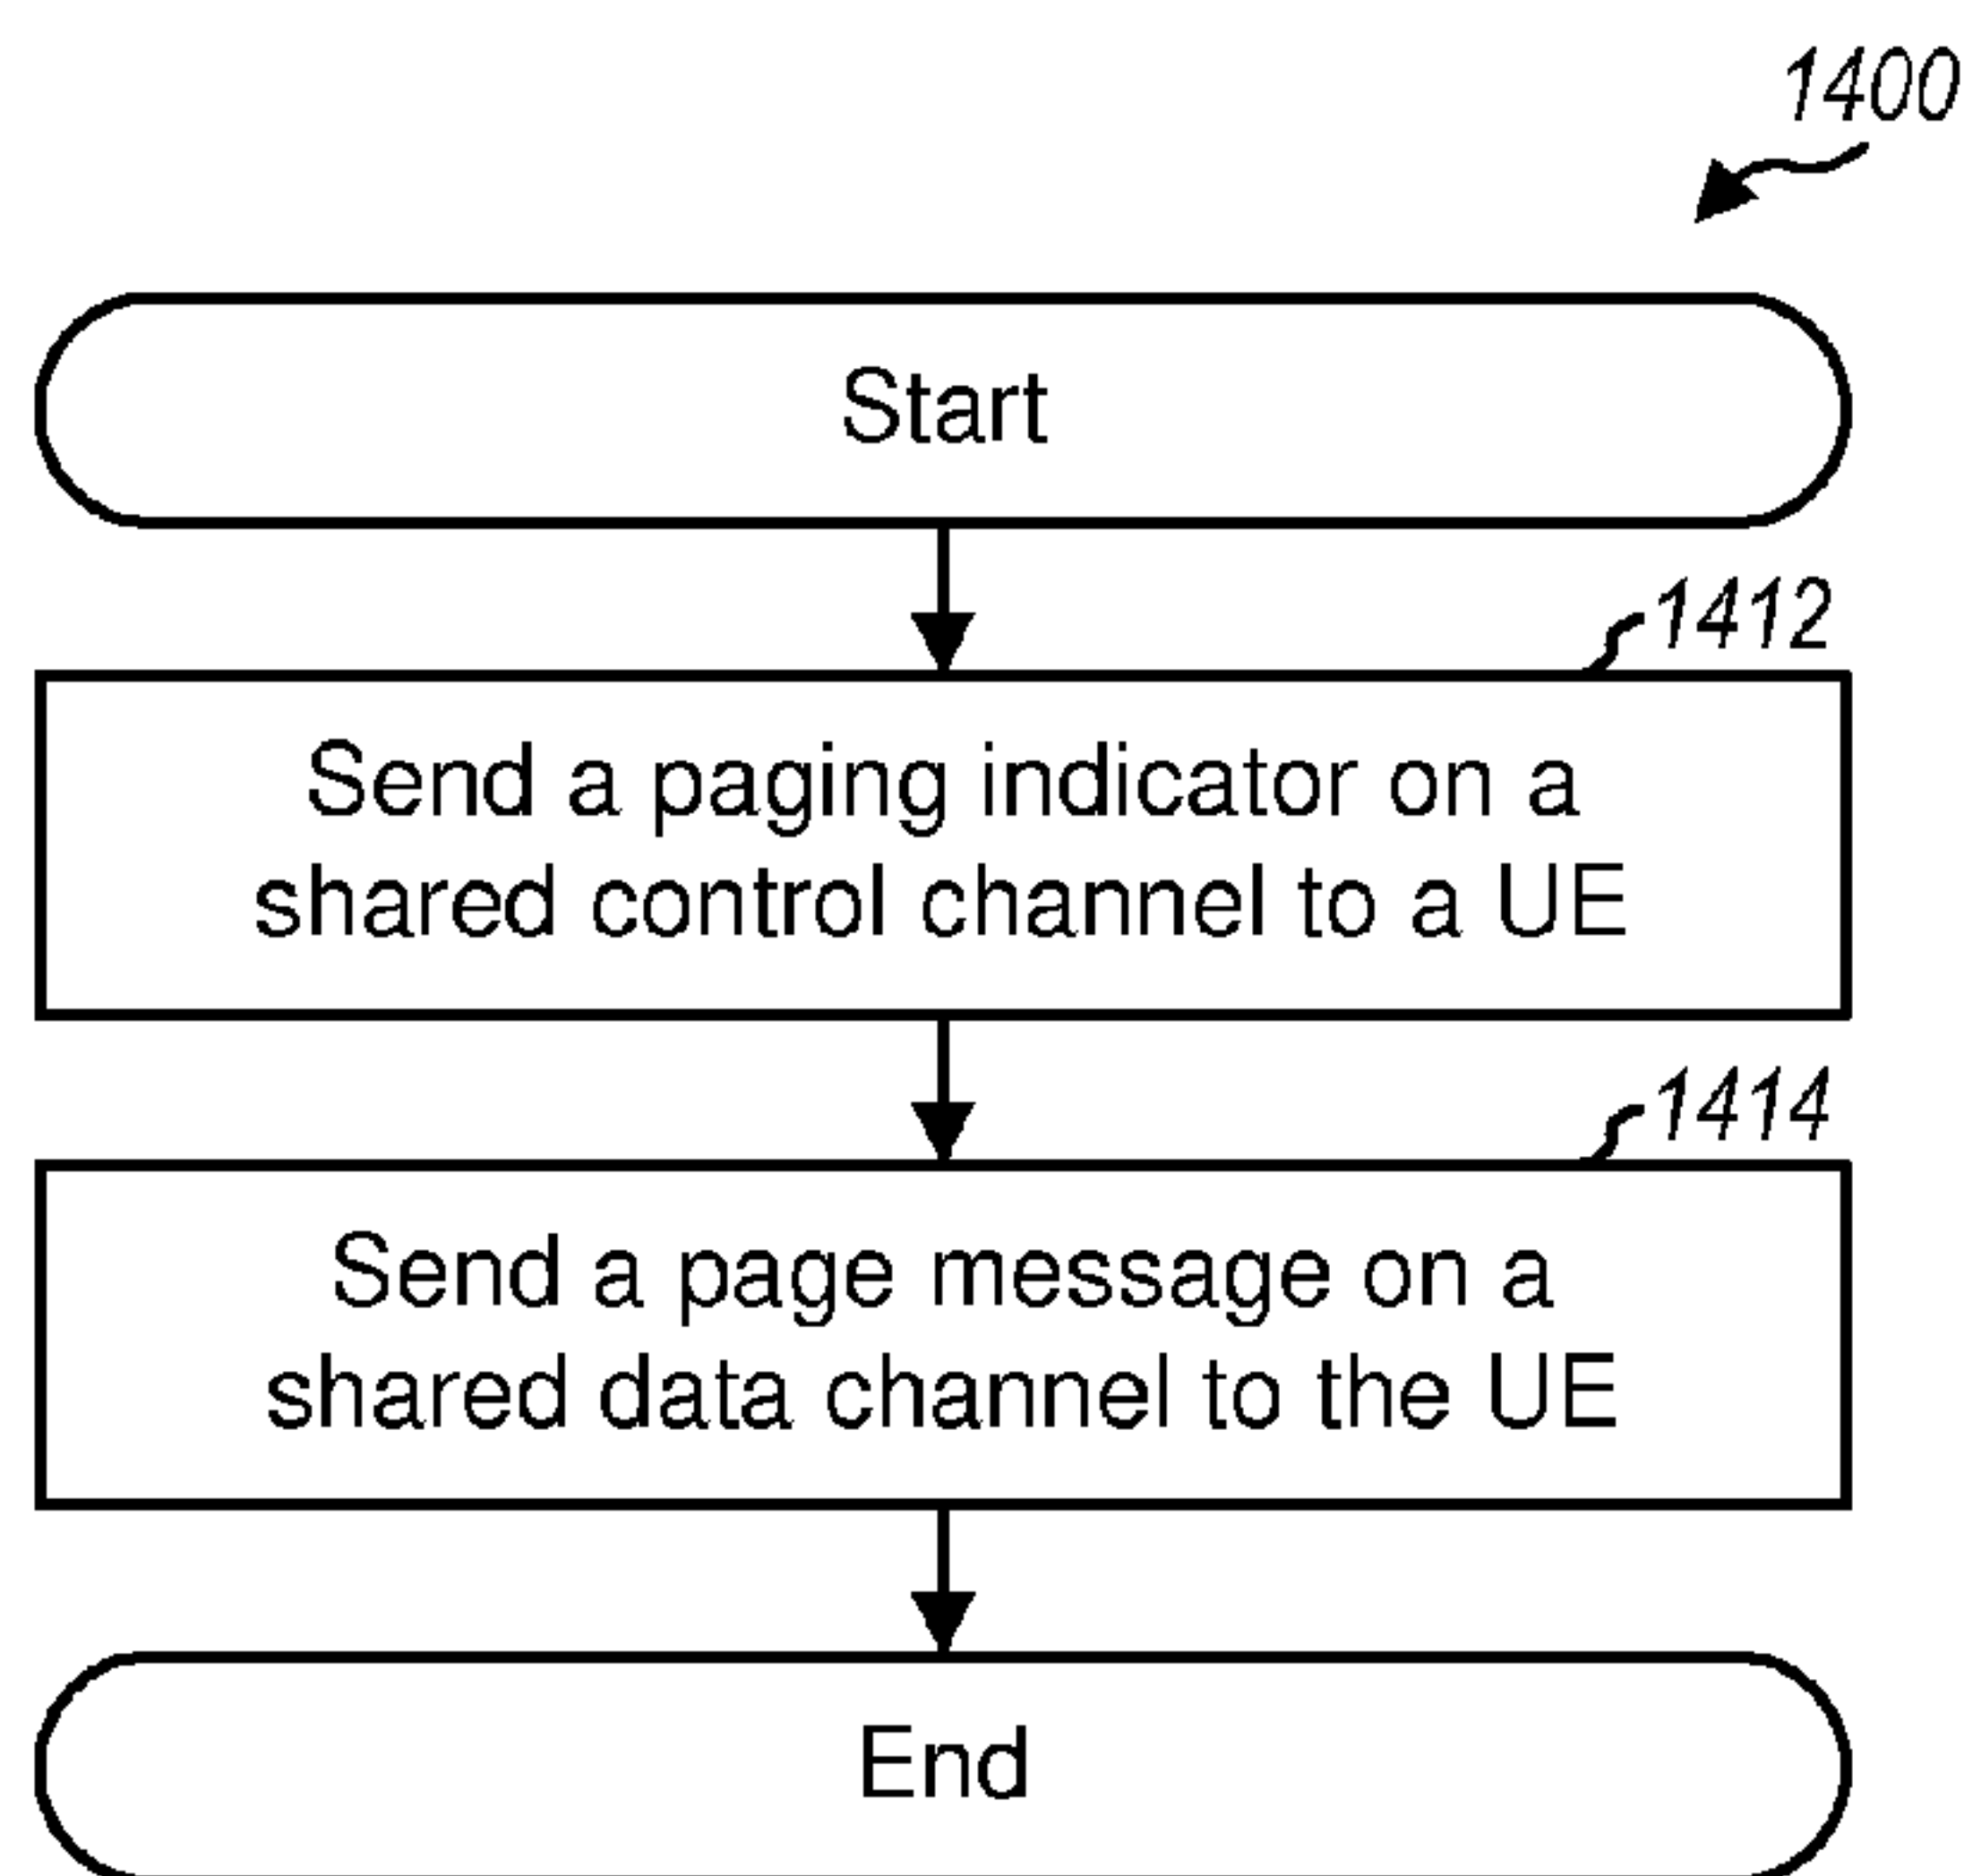 1400
Start
1412
Send a paging indicator on a
shared control channel to a UE
1414
Send a page message on a
shared data channel to the UE
End